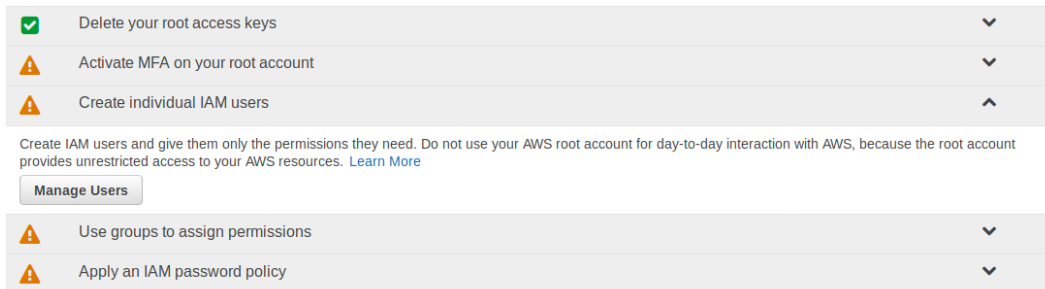 Delete your root access keys
Activate MFA on your root account
Create individual IAM users
Create IAM users and give them only the permissions they need. Do not use your AWS root account for day-to-day interaction with AWS, because the root account
provides unrestricted access to your AWS resources. Learn More
Manage Users
Use groups to assign permissions
Apply an IAM password policy